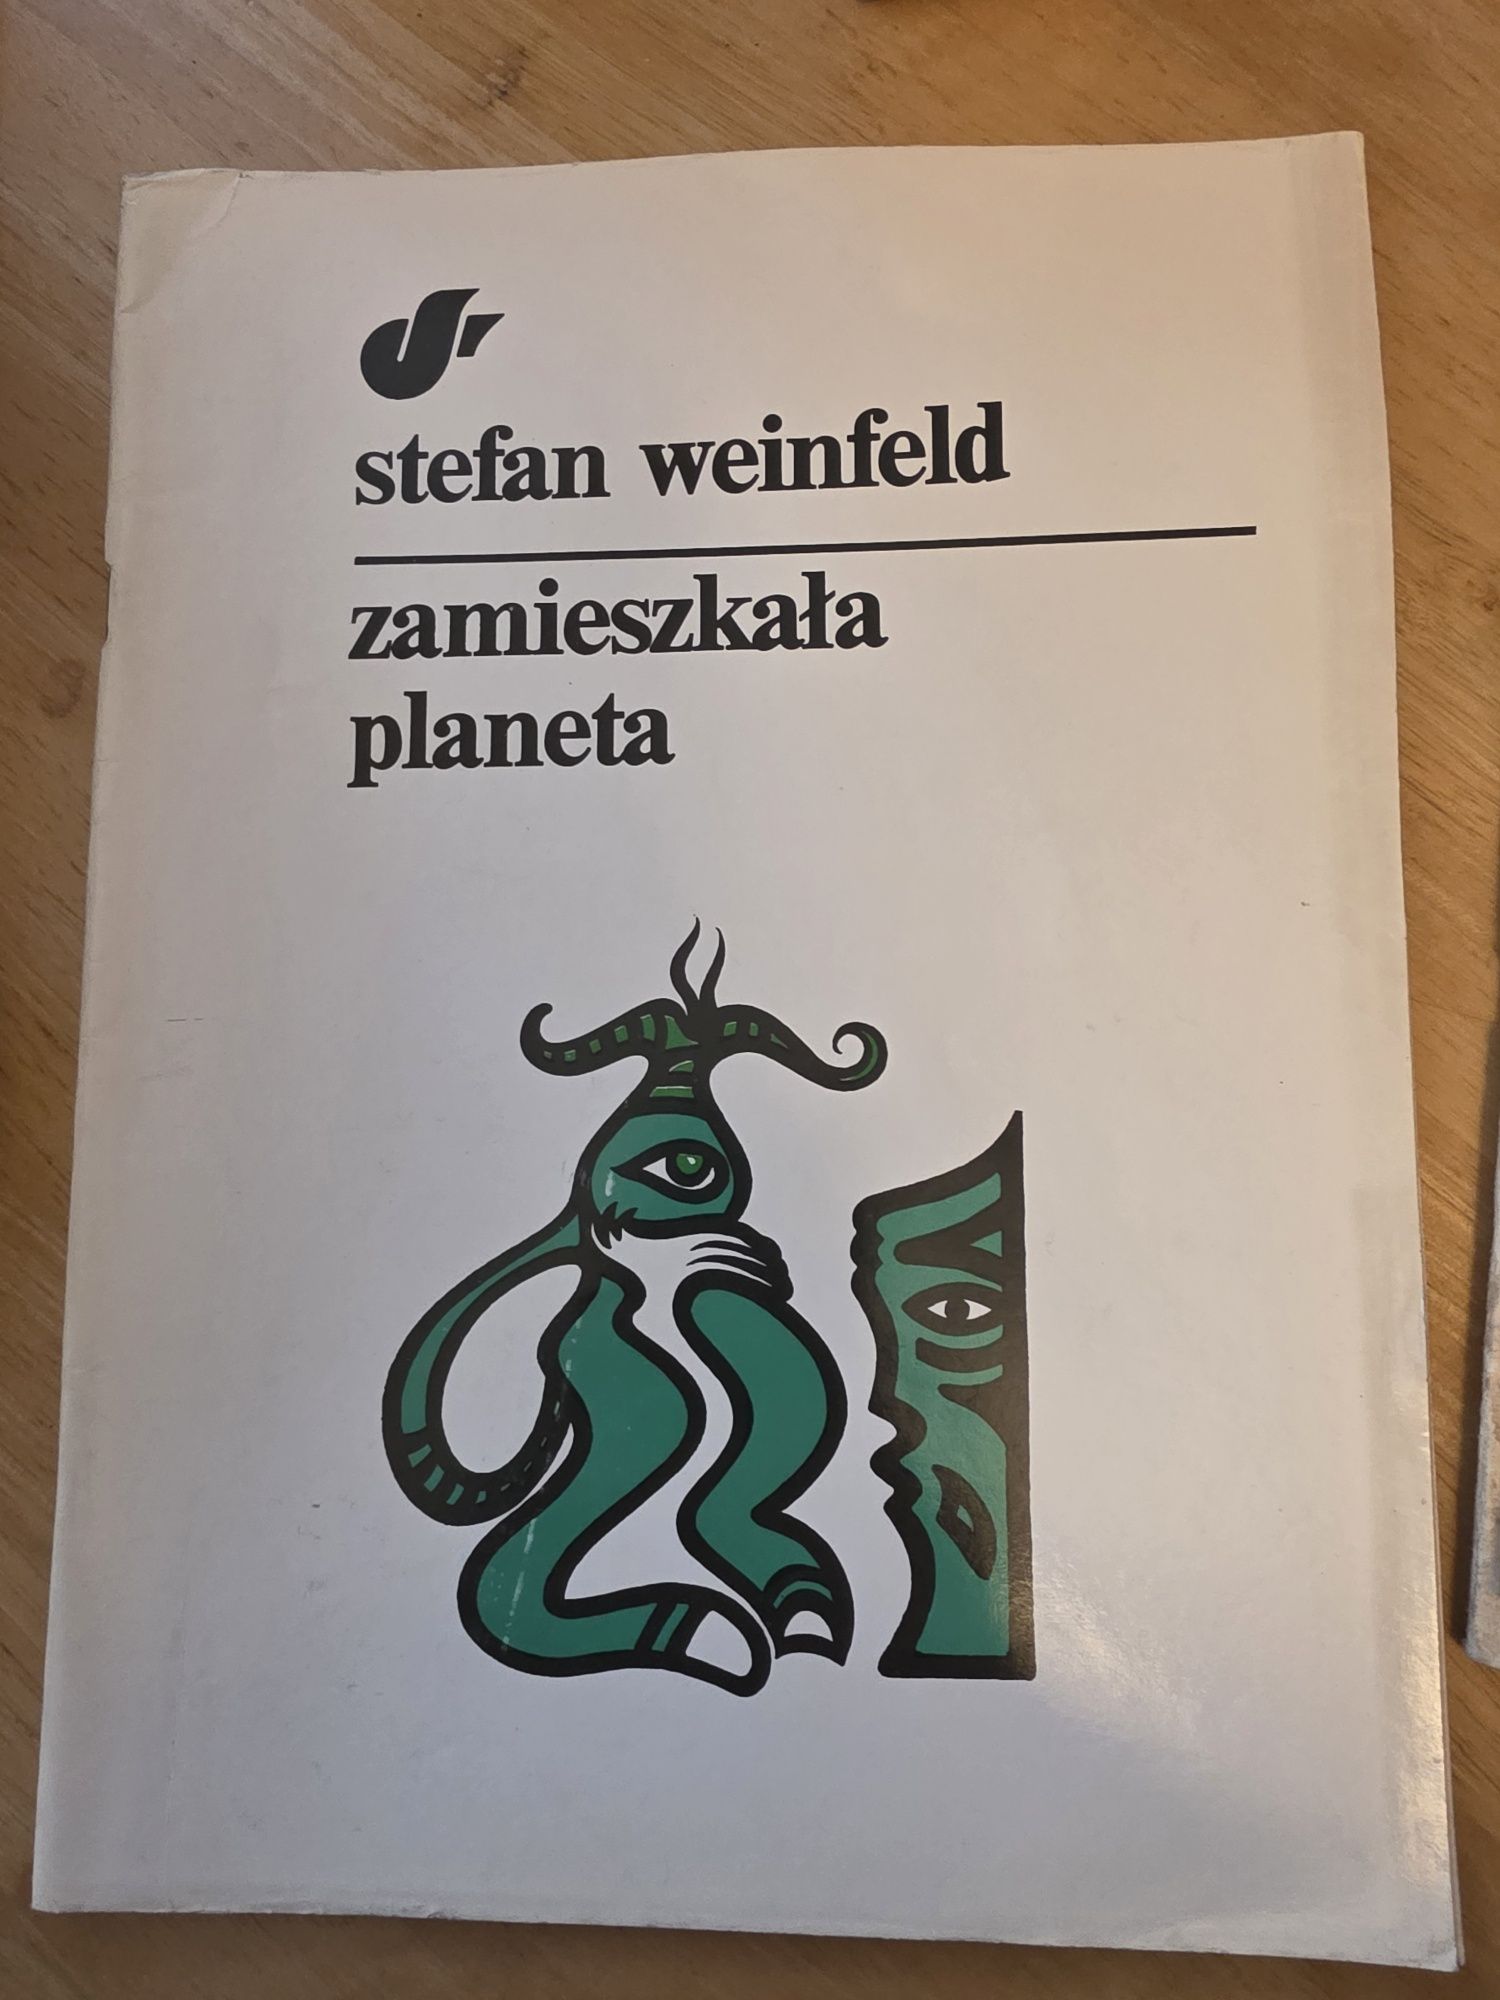 stefan weinfeld
zamieszkała
planeta